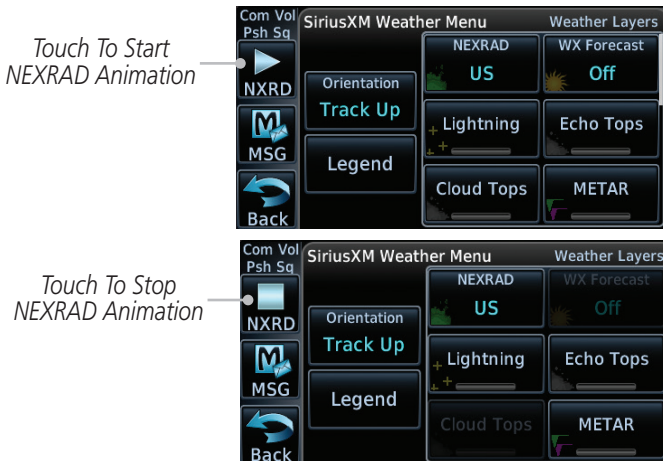 Touch To Start
NEXRAD Animation
Com Vol
Psh Sq
SiriusXM Weather Menu
Weather Layers
NXRD
MSG
Back
Orientation
Track Up
Legend
NEXRAD
US
WX Forecast
Off
Lightning
Echo Tops
Cloud Tops
METAR
Touch To Stop
NEXRAD Animation
Com Vol
Psh Sq
SiriusXM Weather Menu
Weather Layers
NXRD
MSG
Back
Orientation
Track Up
Legend
NEXRAD
US
WX Forecast
Off
Lightning
Echo Tops
Cloud Tops
METAR